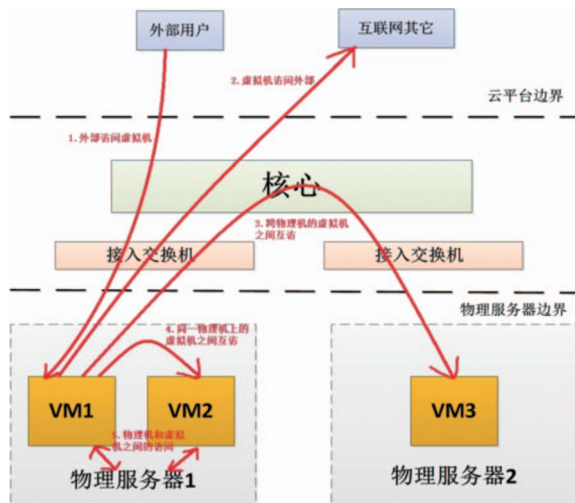 外部用户
互联网其它
2.虚拟机访问外部
云平台边界
1.外部访问虚拟机
核心
3.跨物理机的虚拟机
之间互访
接入交换机
接入交换机
物理服务器边界
4.同一物理机上的
虚拟机之间互访
VM1
VM2
VM3
5.物理机和虚拟
机之间的访问
物理服务器1
物理服务器2